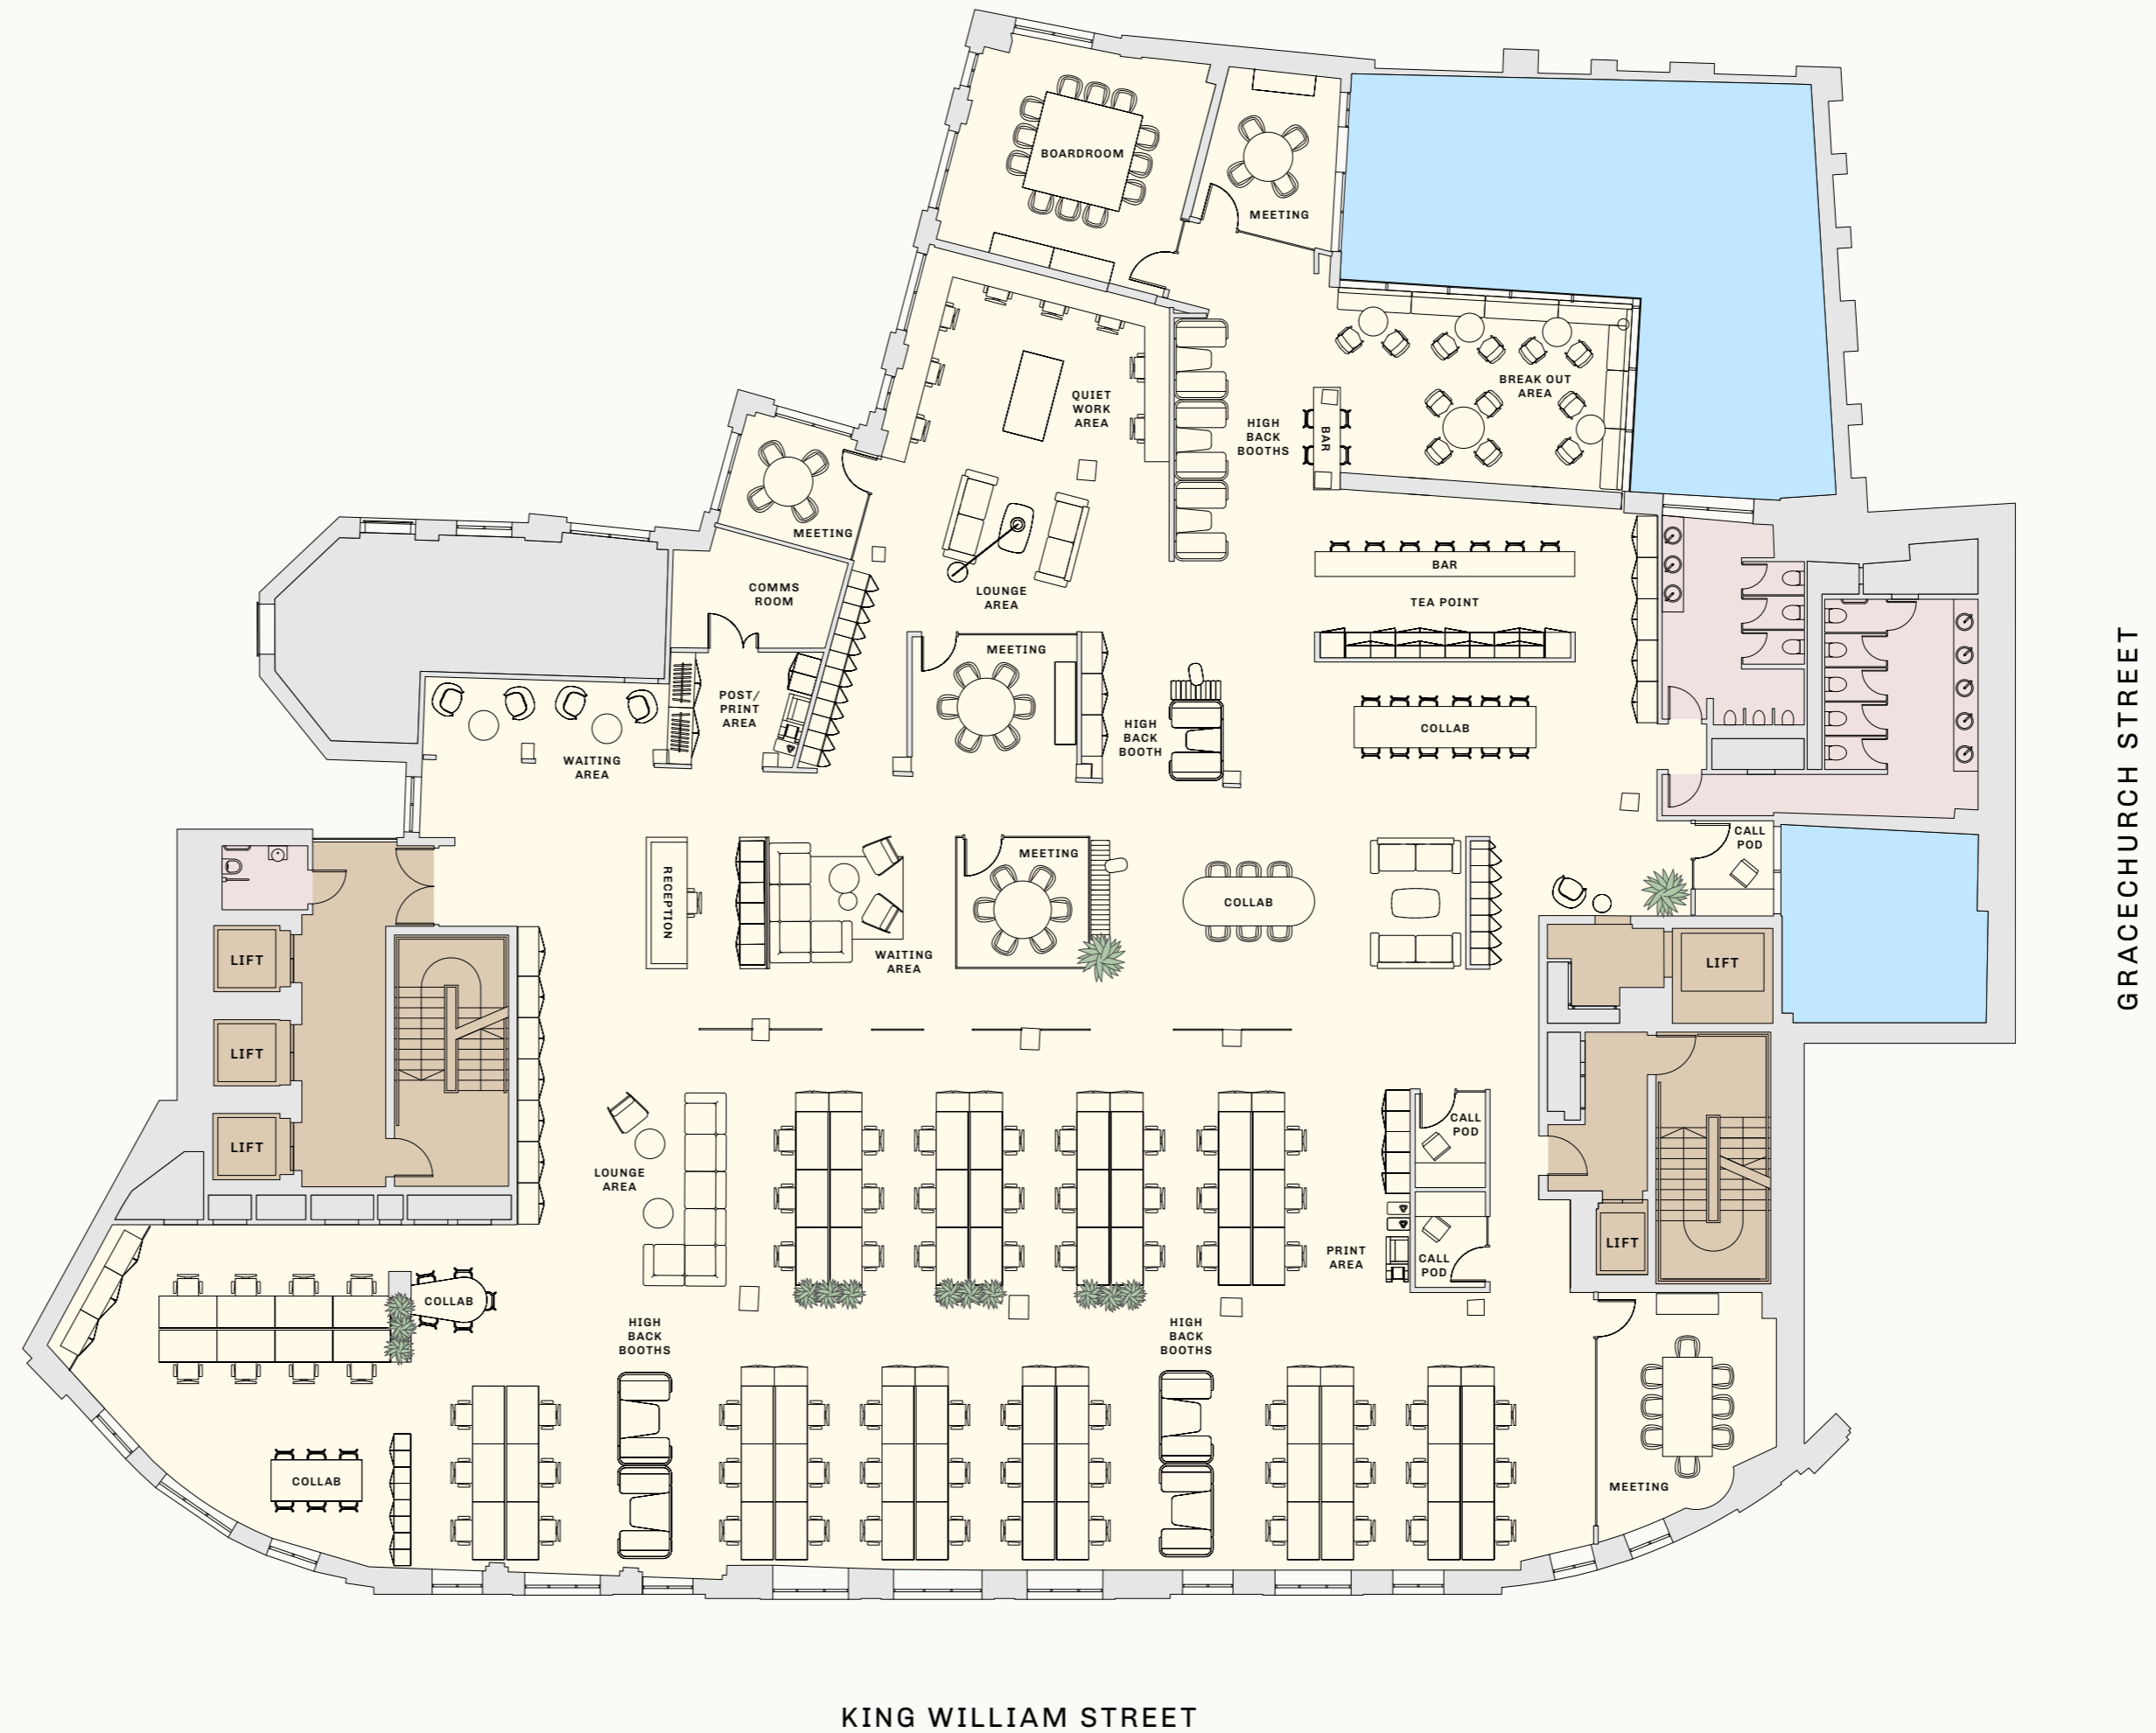 BOARDROOM
MEETING
QUIET
WORK
AREA
HIGH
BACK
BOOTHS
BAR
BREAK OUT
AREA
MEETING
COMMS
ROOM
LOUNGE
AREA
BAR
TEA POINT
MEETING
POST/
PRINT
AREA
WAITING
AREA
HIGH
BACK
BOOTH
COLLAB
GRACECHURCH STREET
CALL
POD
RECEPTION
MEETING
COLLAB
WAITING
AREA
LIFT
LIFT
LIFT
LIFT
LOUNGE
AREA
CALL
POD
PRINT
AREA
CALL
POD
LIFT
COLLAB
HIGH
BACK
BOOTHS
HIGH
BACK
BOOTHS
COLLAB
MEETING
KING WILLIAM STREET